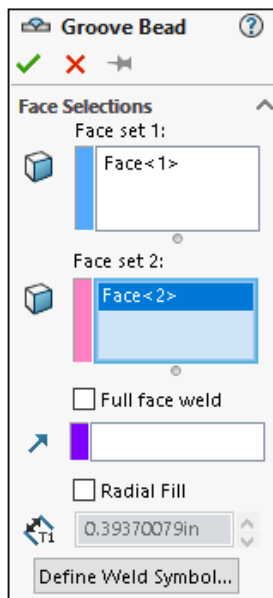 Groove Bead
?
Face Selections
Face set 1:
Face<1>
Face set 2:
Face<2>
Full face weld
Radial Fill
T1
0.39370079in
Define Weld Symbol...